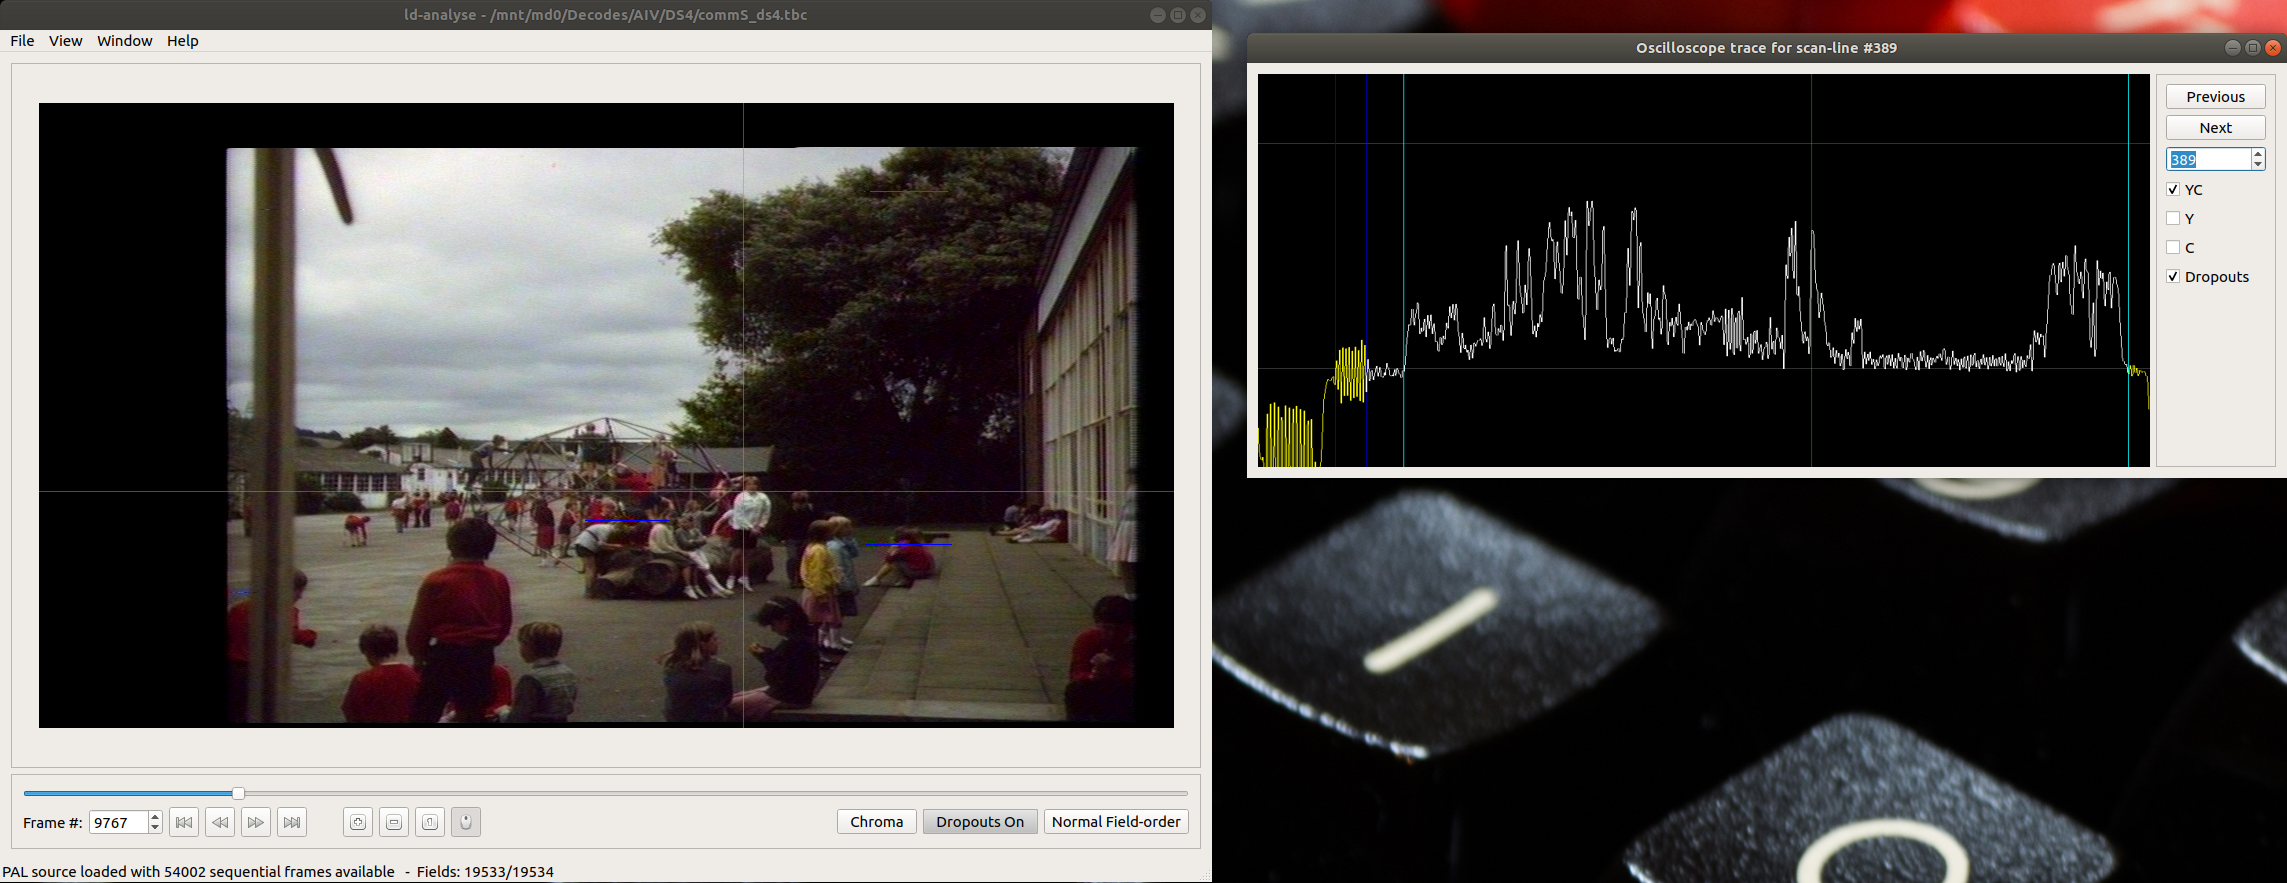 ld-analyse - /mnt/md0/Decodes/AIV/DS4/commS_ds4.tbc
File View Window Help
Frame #: 9767
Chroma Dropouts On Normal Field-order
PAL source loaded with 54002 sequential frames available - Fields: 19533/19534
Oscilloscope trace for scan-line #389
Previous
Next
389
YC
Y
C
Dropouts